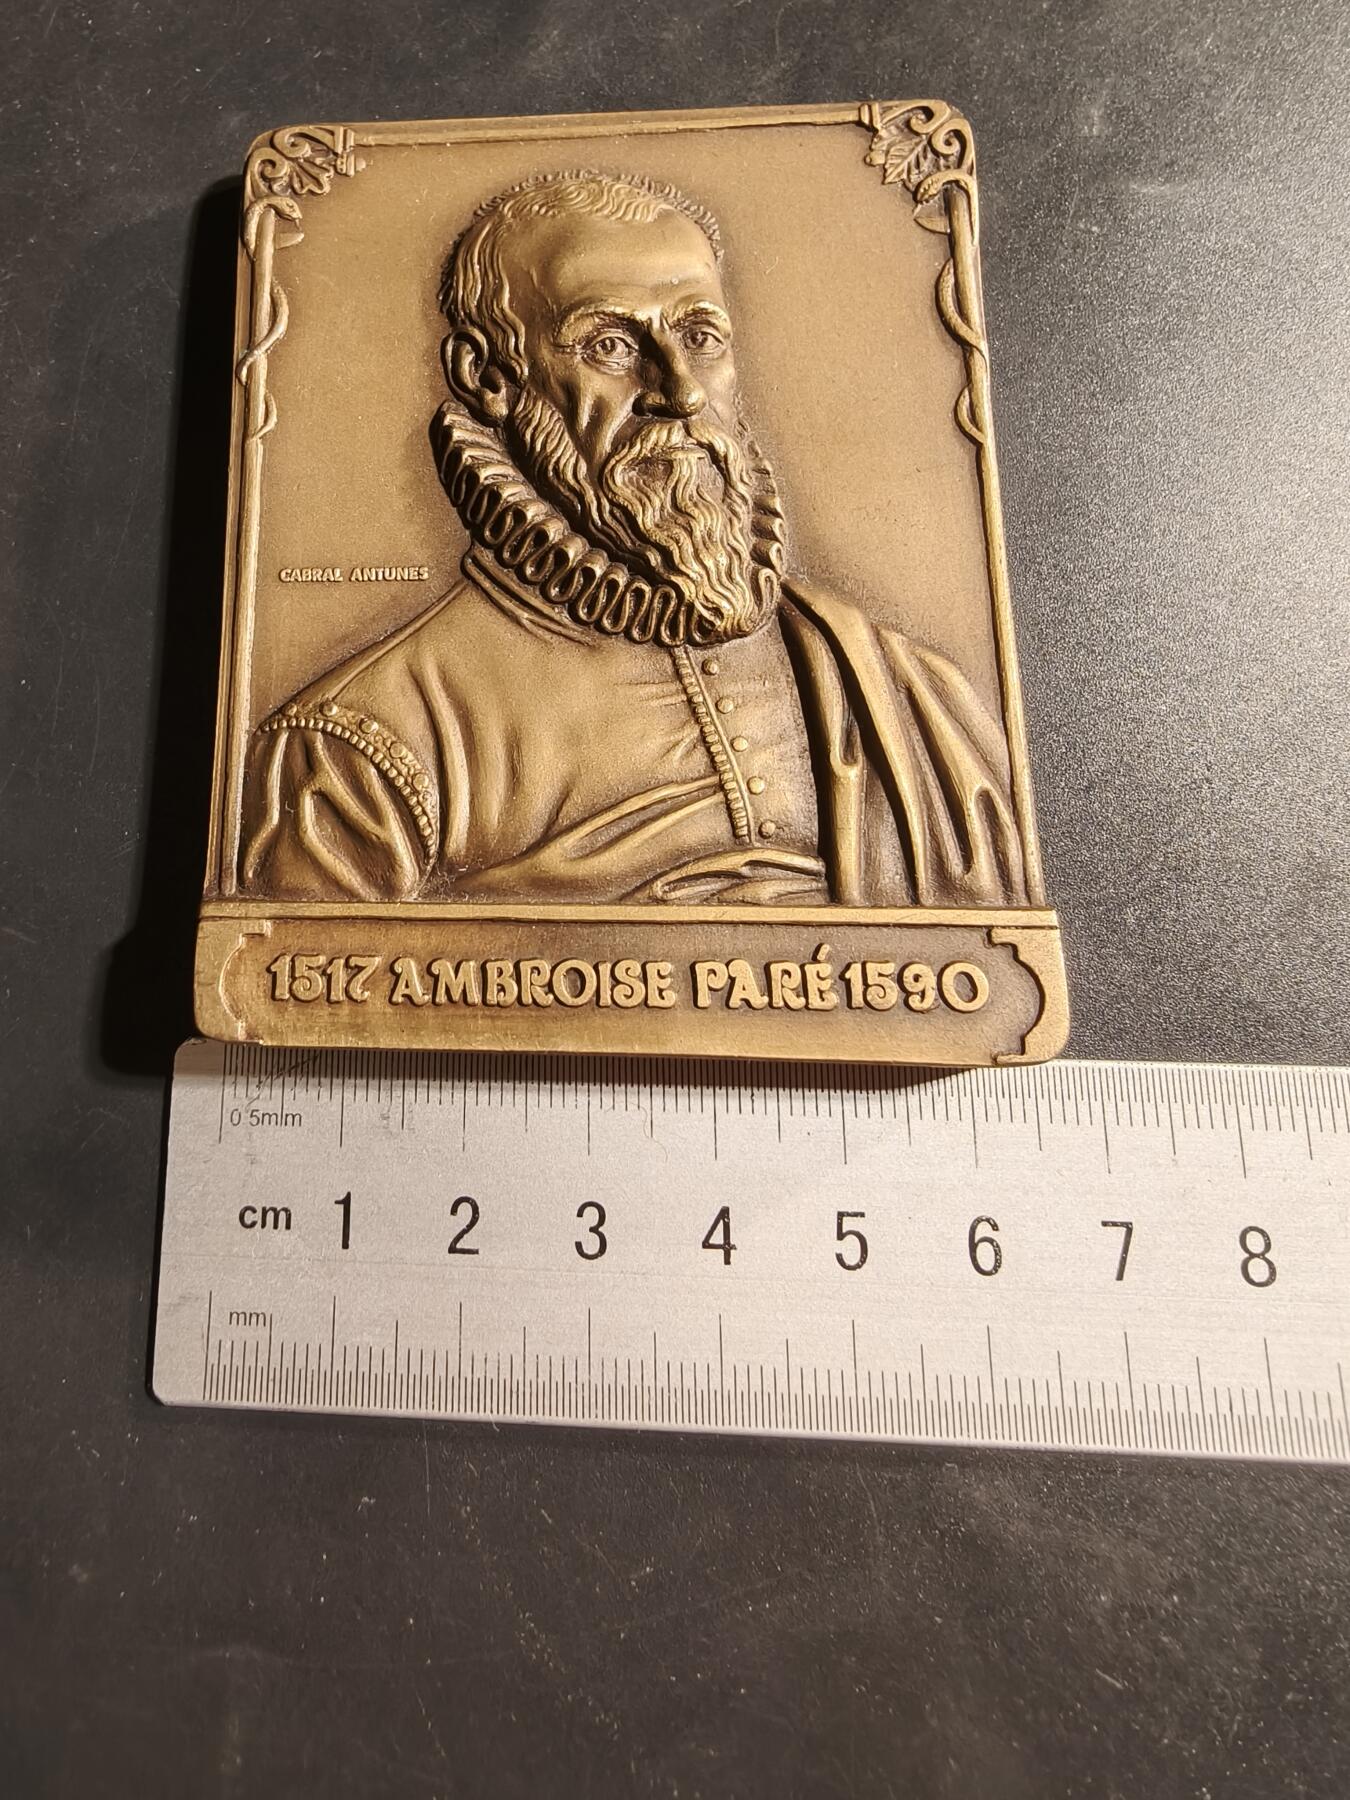 CABRAL ANTUNES
1517 AMBROISE PARÉ 1590
0 5mm
cm 1 2 3 4 5 6 7 8
mm